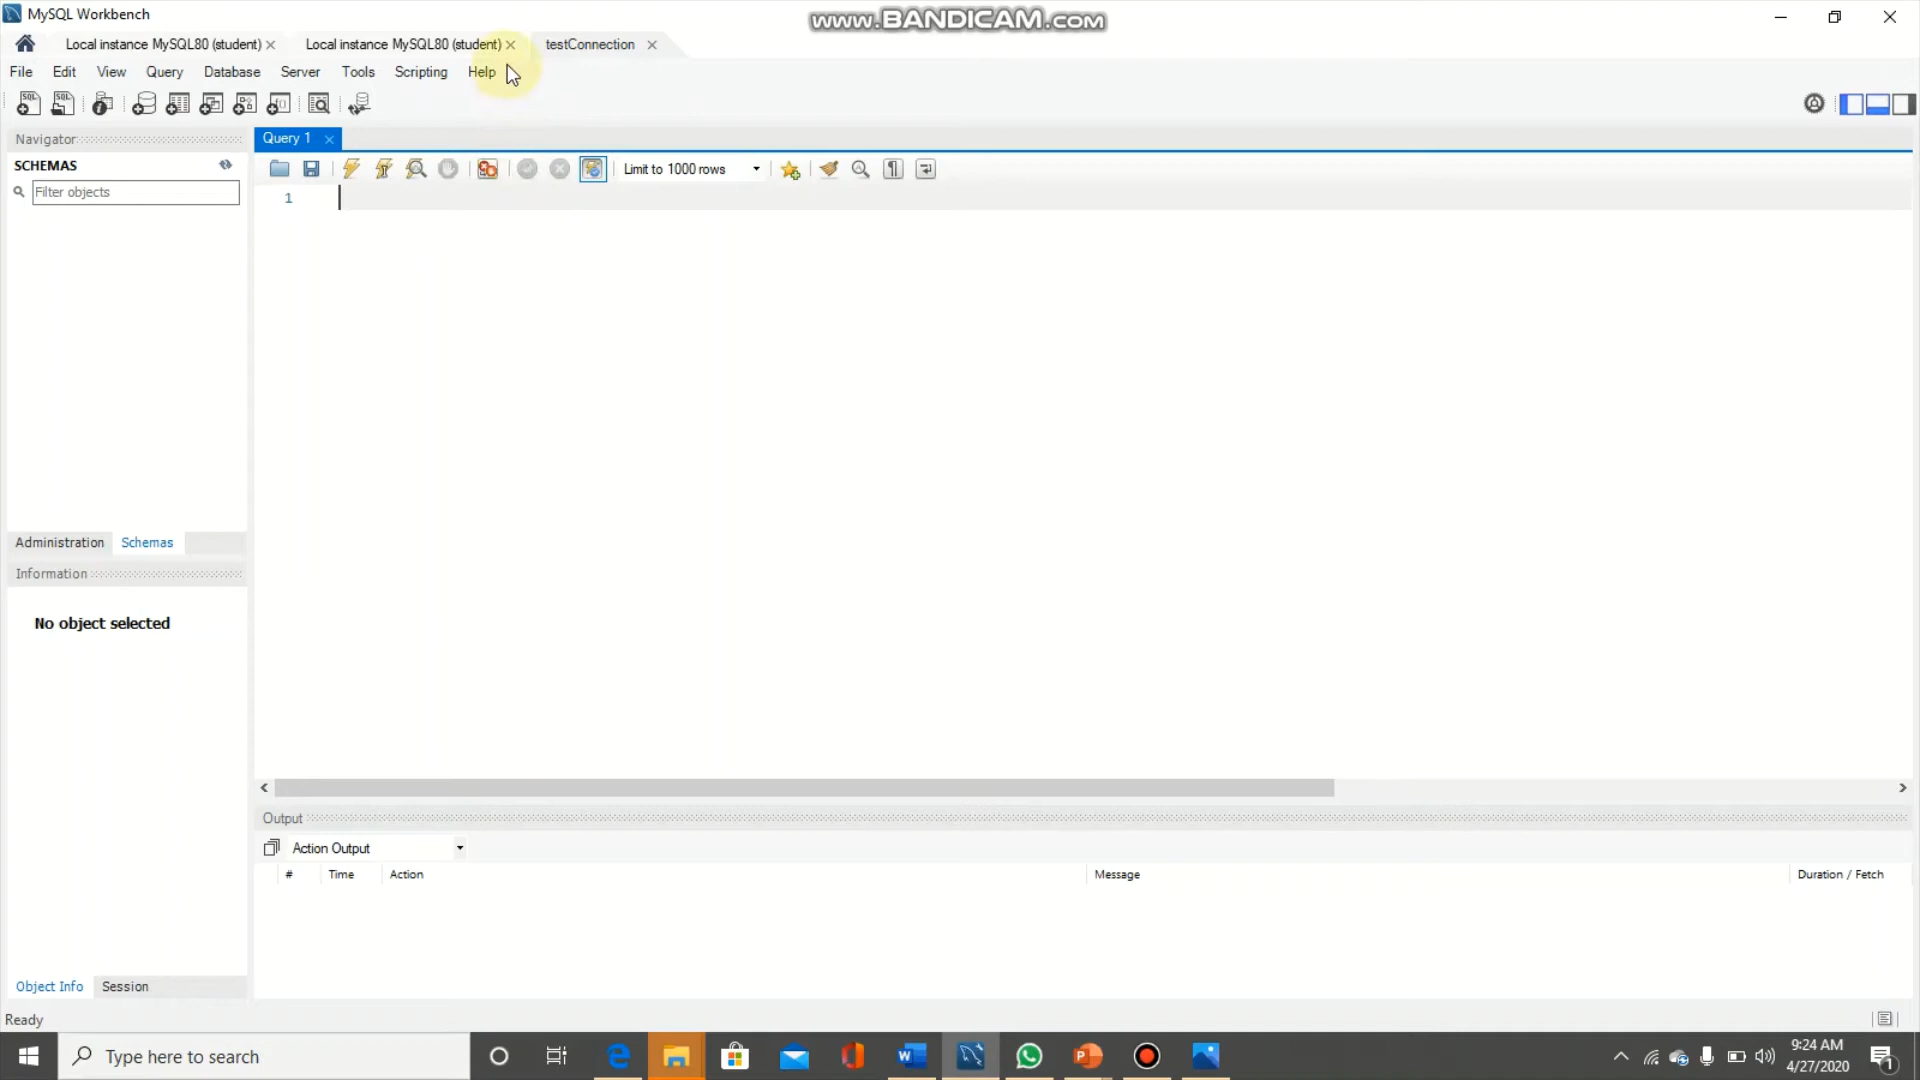 MySQL Workbench
www.BANDICAM.com
Local instance MySQL80 (student)
Local instance MySQL80 (student)
testConnection
File Edit View Query Database Server Tools Scripting Help
Navigator
Query 1
SCHEMAS
Limit to 1000 rows
Filter objects
1
Administration Schemas
Information
No object selected
Output
Action Output
# Time Action Message Duration / Fetch
Object Info Session
Ready
Type here to search
9:24 AM
4/27/2020
1